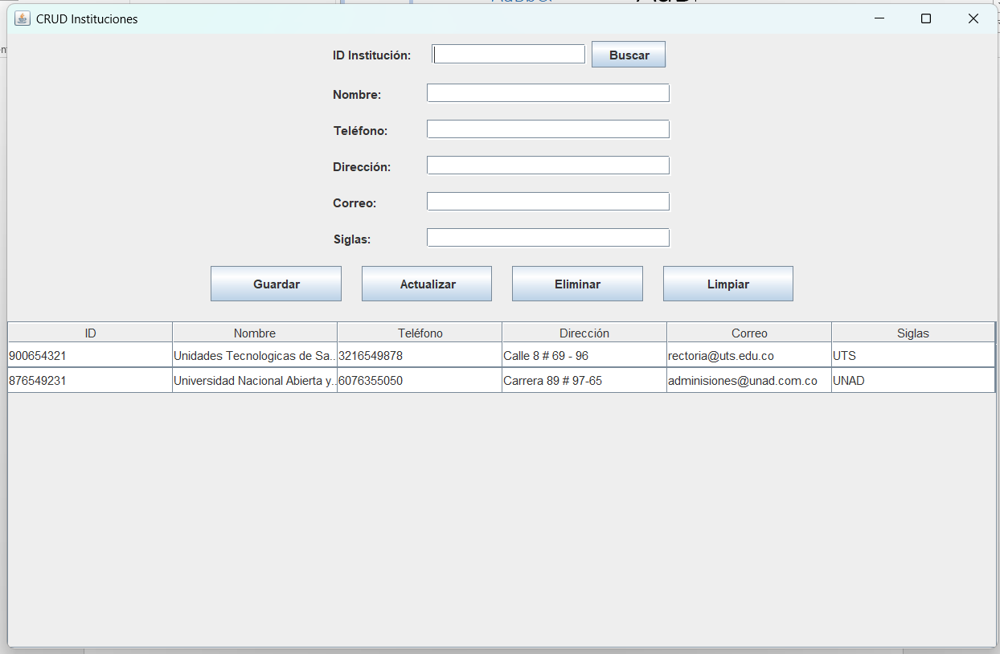 CRUD Instituciones
ID Institución: Buscar
Nombre:
Teléfono:
Dirección:
Correo:
Siglas:
Guardar Actualizar Eliminar Limpiar
ID Nombre Teléfono Dirección Correo Siglas
900654321 Unidades Tecnologicas de Sa... 3216549878 Calle 8 # 69 - 96 rectoria@uts.edu.co UTS
876549231 Universidad Nacional Abierta y... 6076355050 Carrera 89 # 97-65 adminisiones@unad.com.co UNAD